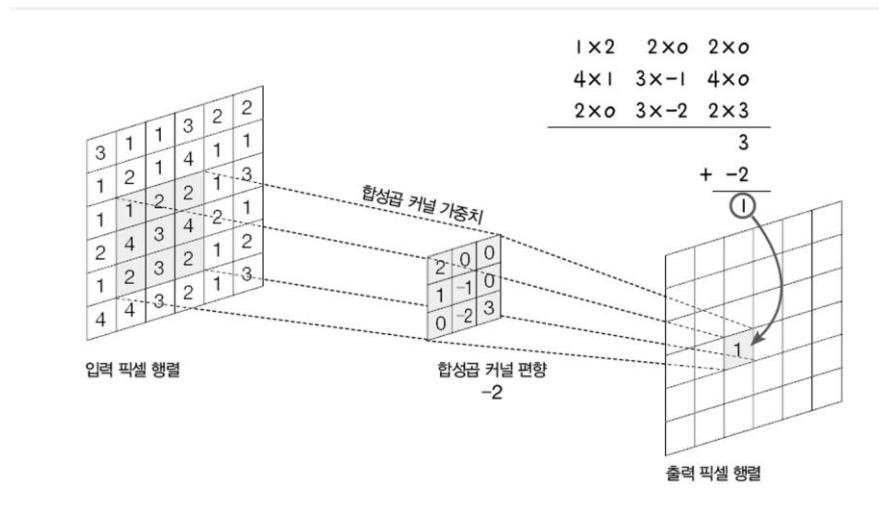 1×2 2×0 2×0
4×1 3×-1 4×0
2×0 3×-2 2×3
3
+ -2
1
3 1 1 3 2 2
1 2 1 4 1 1
1 1 2 2 1 3
2 4 3 4 2 1
1 2 3 2 1 2
4 4 3 2 1 3
입력 픽셀 행렬
합성곱 커널 가중치
2 0 0
1 -1 0
0 -2 3
합성곱 커널 편향
-2
1
출력 픽셀 행렬